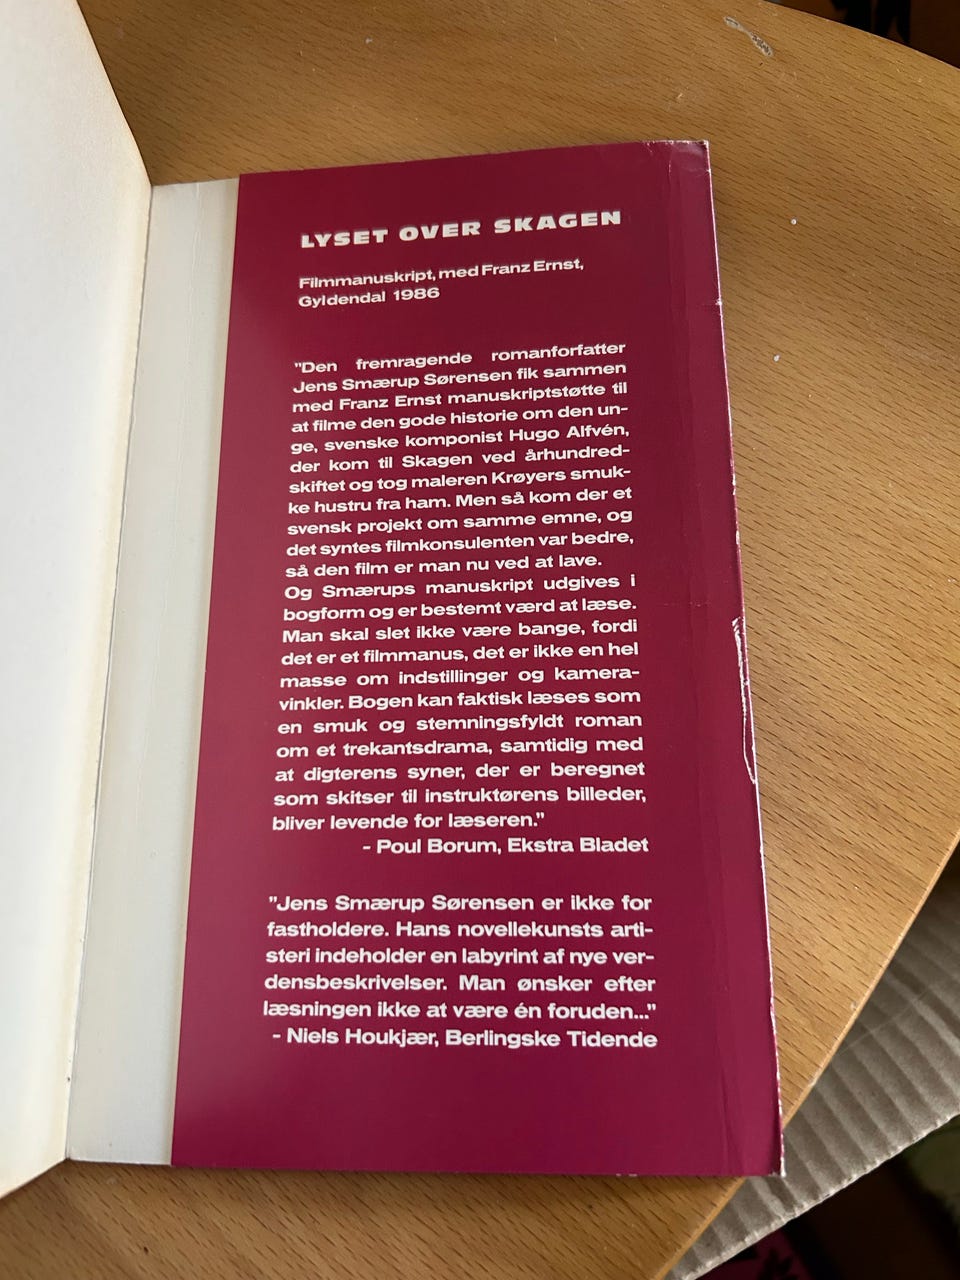 LYSET OVER SKAGEN
Filmmanuskript, med Franz Ernst,
Gyldendal 1986
"Den fremragende romanforfatter
Jens Smærup Sørensen fik sammen
med Franz Ernst manuskriptstøtte til
at filme den gode historie om den un-
ge, svenske komponist Hugo Alfvén,
der kom til Skagen ved århundred-
skiftet og tog maleren Krøyers smuk-
ke hustru fra ham. Men så kom der et
svensk projekt om samme emne, og
det syntes filmkonsulenten var bedre,
så den film er man nu ved at lave.
Og Smærups manuskript udgives i
bogform og er bestemt værd at læse.
Man skal slet ikke være bange, fordi
det er et filmmanus, det er ikke en hel
masse om indstillinger og kamera-
vinkler. Bogen kan faktisk læses som
en smuk og stemningsfyldt roman
om et trekantsdrama, samtidig med
at digterens syner, der er beregnet
som skitser til instruktørens billeder,
bliver levende for læseren."
- Poul Borum, Ekstra Bladet
"Jens Smærup Sørensen er ikke for
fastholdere. Hans novellekunsts arti-
steri indeholder en labyrint af nye ver-
densbeskrivelser. Man ønsker efter
læsningen ikke at være én foruden..."
- Niels Houkjær, Berlingske Tidende